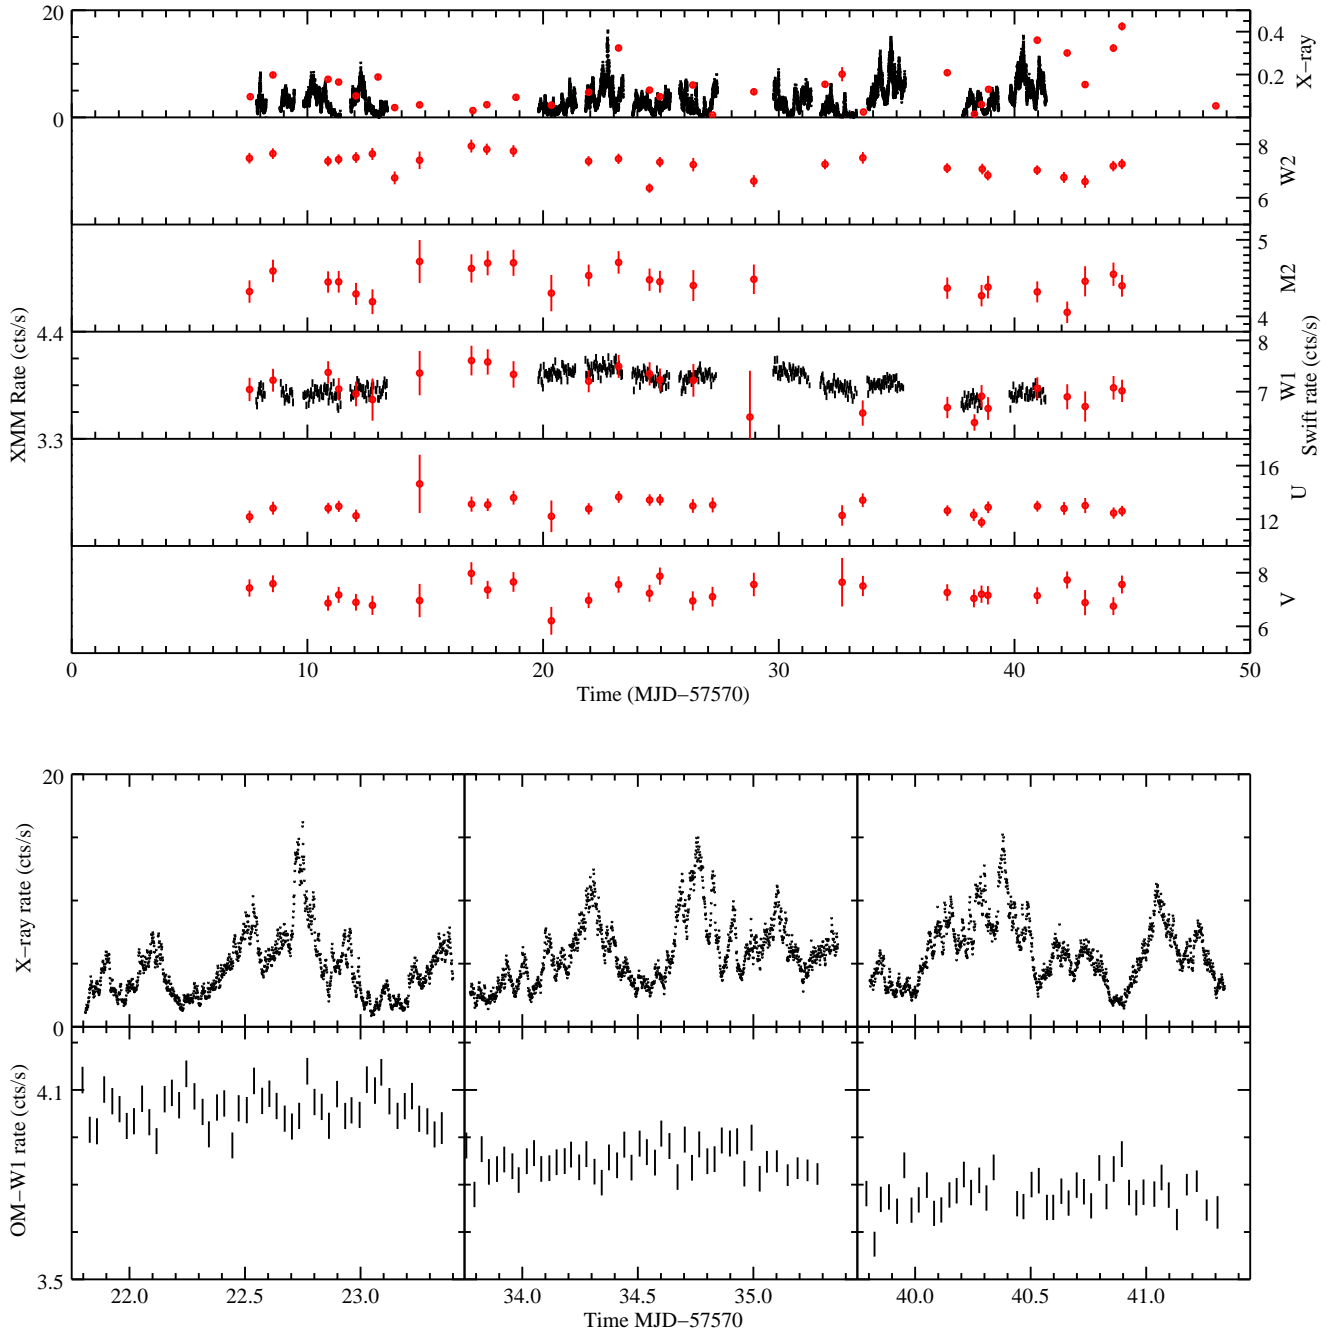 20
0
0.4
0.2
X−ray
8
6
W2
5
4
M2
4.4
3.3
8
7
W1
16
12
U
8
6
V
XMM Rate (cts/s)
Swift rate (cts/s)
0 10 20 30 40 50
Time (MJD−57570)
20
0
X−ray rate (cts/s)
4.1
3.5
OM−W1 rate (cts/s)
22.0 22.5 23.0 34.0 34.5 35.0 40.0 40.5 41.0
Time MJD−57570